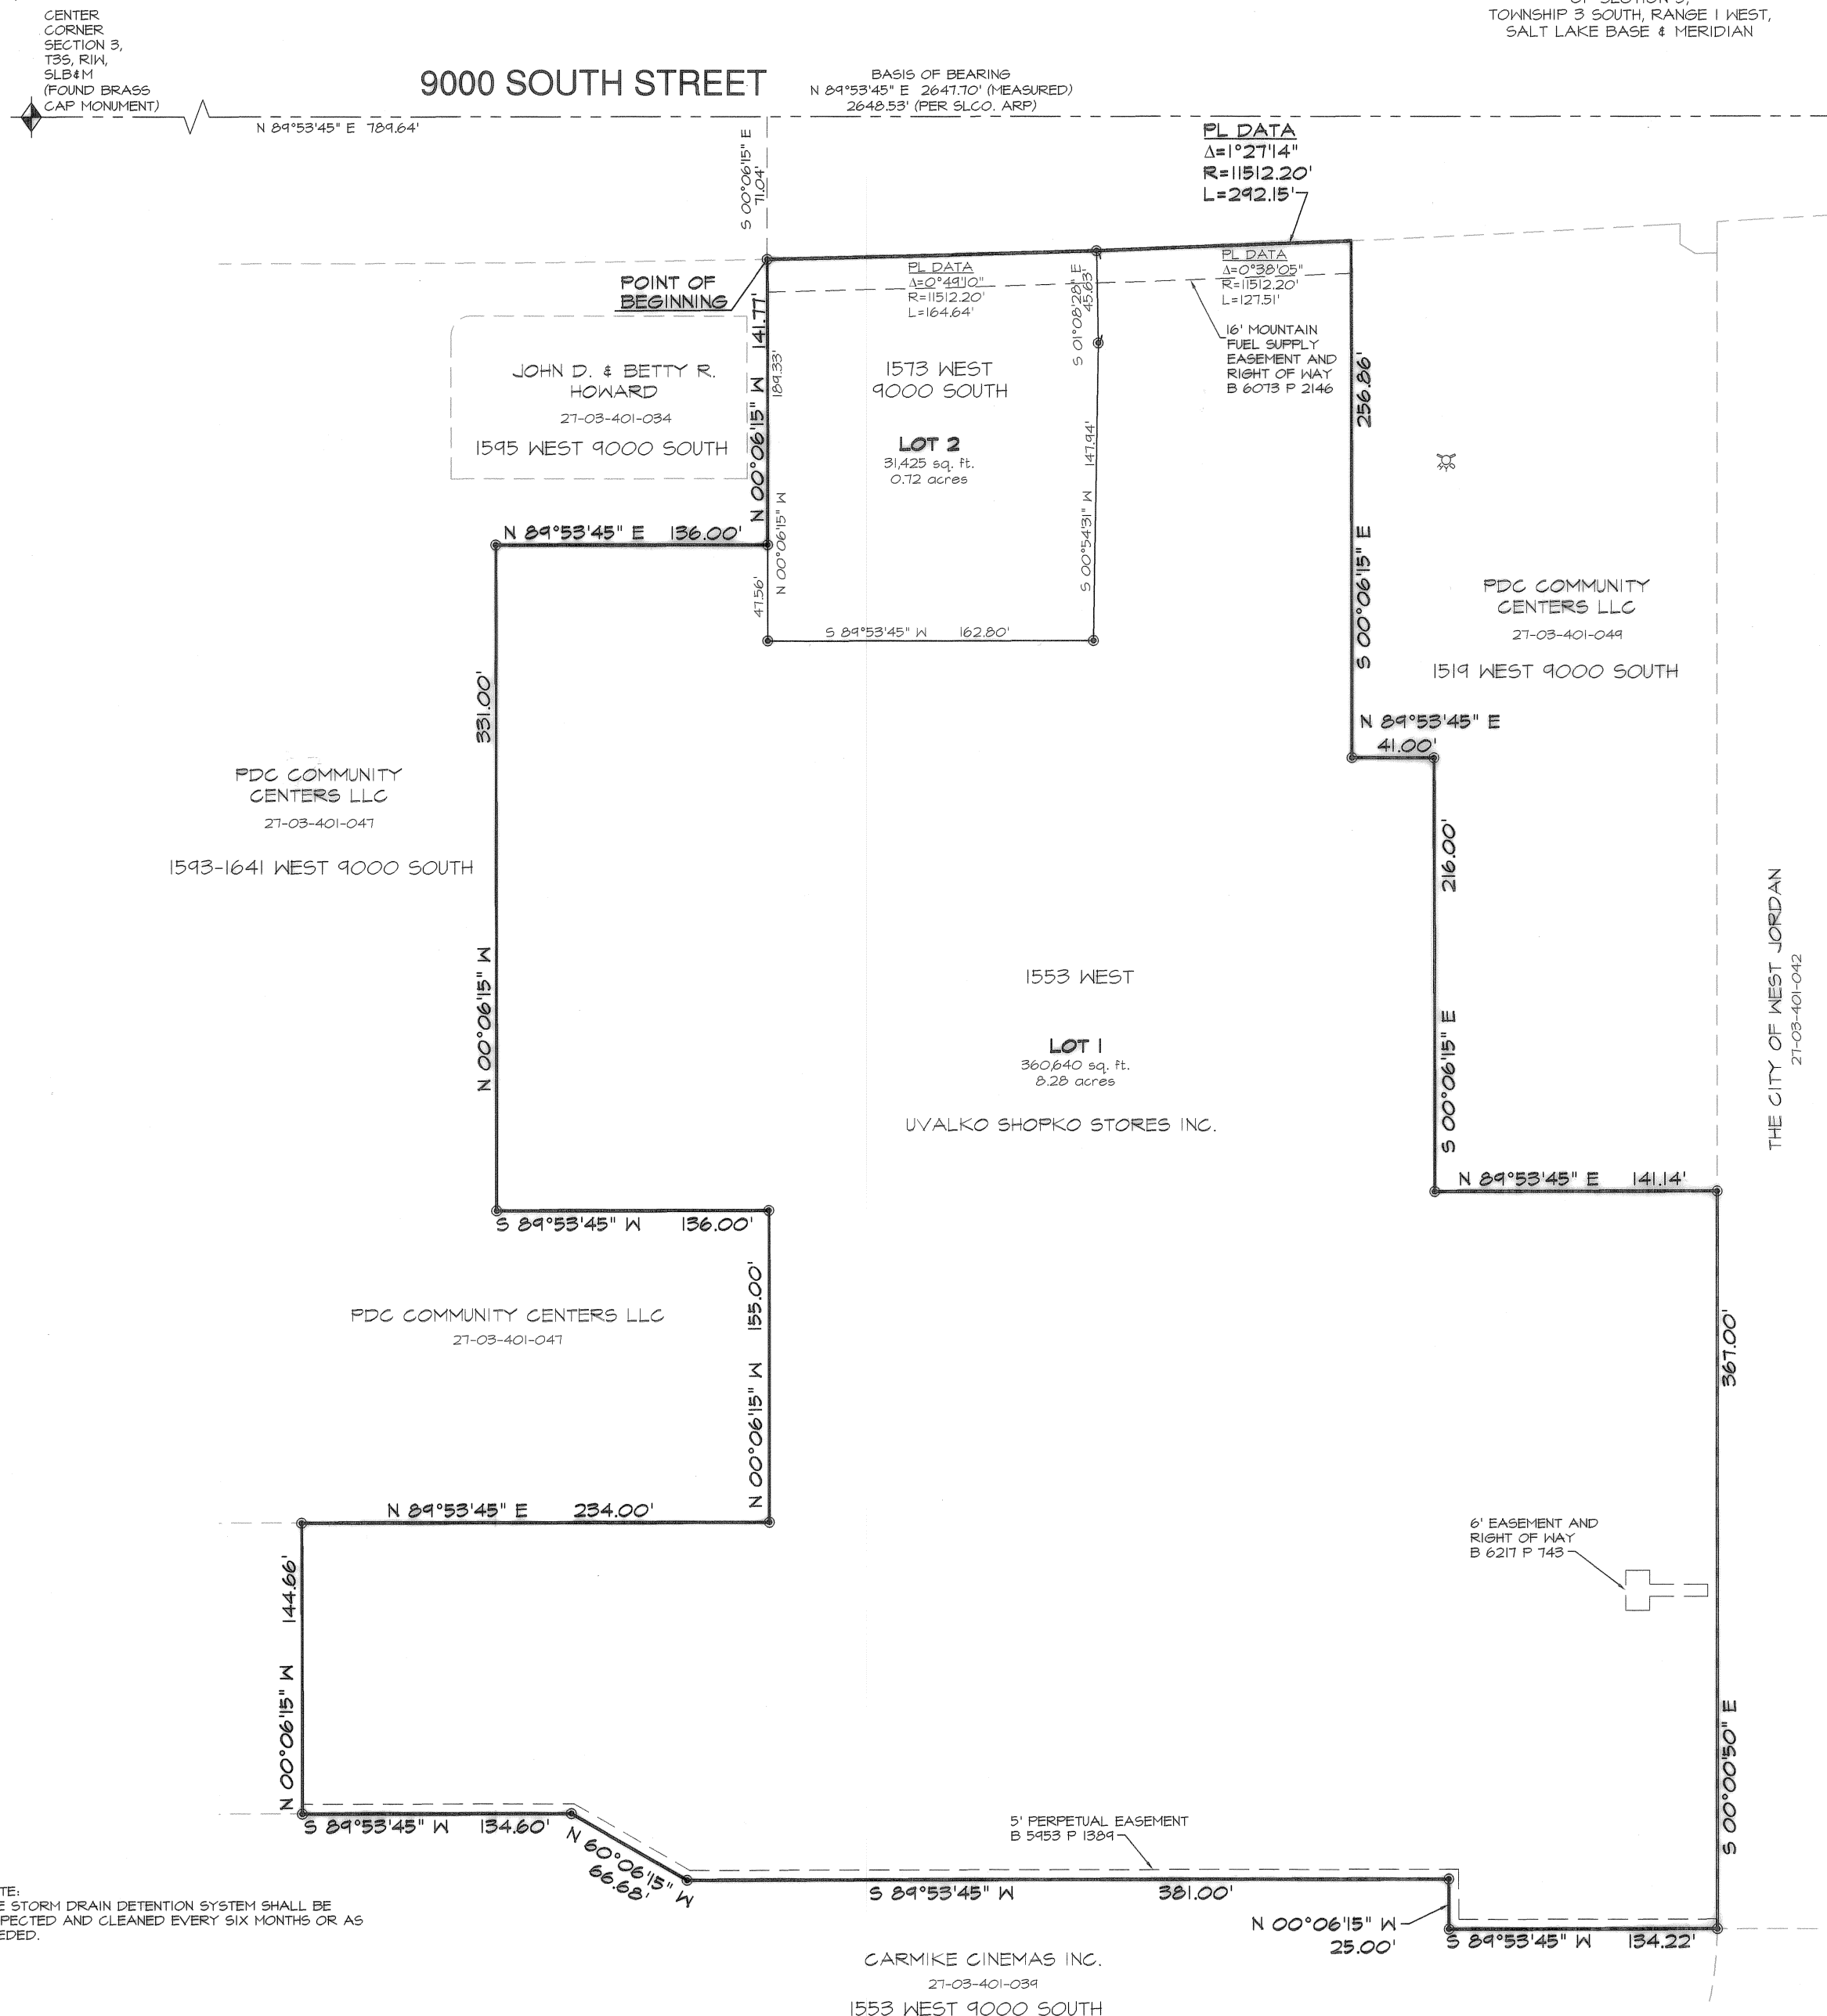 CENTER
CORNER
SECTION 3,
T3S, R1W,
SLB&M
(FOUND BRASS
CAP MONUMENT)
9000 SOUTH STREET
BASIS OF BEARING
N 89°53'45" E 2647.70' (MEASURED)
2648.53' (PER SLCO. ARP)
OF SECTION 3,
TOWNSHIP 3 SOUTH, RANGE 1 WEST,
SALT LAKE BASE & MERIDIAN
N 89°53'45" E 789.64'
S 00°06'15" E
71.04'
PL DATA
Δ=1°27'14"
R=11512.20'
L=292.15'
POINT OF
BEGINNING
PL DATA
Δ=0°49'10"
R=11512.20'
L=164.64'
S 01°08'28" E
45.63'
PL DATA
Δ=0°38'05"
R=11512.20'
L=127.51'
16' MOUNTAIN
FUEL SUPPLY
EASEMENT AND
RIGHT OF WAY
B 6073 P 2146
JOHN D. & BETTY R.
HOWARD
27-03-401-034
1595 WEST 9000 SOUTH
N 00°06'15" W 141.77'
189.33'
N 00°06'15" W
1573 WEST
9000 SOUTH
LOT 2
31,425 sq. ft.
0.72 acres
S 00°54'31" W 147.94'
S 00°06'15" E 256.86'
N 89°53'45" E 136.00'
47.56'
S 89°53'45" W 162.80'
PDC COMMUNITY
CENTERS LLC
27-03-401-049
1519 WEST 9000 SOUTH
N 89°53'45" E
41.00'
N 00°06'15" W 331.00'
PDC COMMUNITY
CENTERS LLC
27-03-401-047
1593-1641 WEST 9000 SOUTH
S 00°06'15" E 216.00'
1553 WEST
LOT 1
360,640 sq. ft.
8.28 acres
UVALKO SHOPKO STORES INC.
THE CITY OF WEST JORDAN
27-03-401-042
N 89°53'45" E 141.14'
S 89°53'45" W 136.00'
PDC COMMUNITY CENTERS LLC
27-03-401-047
N 00°06'15" W 155.00'
S 00°00'50" E 367.00'
N 89°53'45" E 234.00'
6' EASEMENT AND
RIGHT OF WAY
B 6217 P 743
N 00°06'15" W 144.66'
S 89°53'45" W 134.60'
N 60°06'15" W
66.68'
5' PERPETUAL EASEMENT
B 5953 P 1389
S 89°53'45" W 381.00'
N 00°06'15" W
25.00'
S 89°53'45" W 134.22'
TE:
E STORM DRAIN DETENTION SYSTEM SHALL BE
PECTED AND CLEANED EVERY SIX MONTHS OR AS
EDED.
CARMIKE CINEMAS INC.
27-03-401-039
1553 WEST 9000 SOUTH